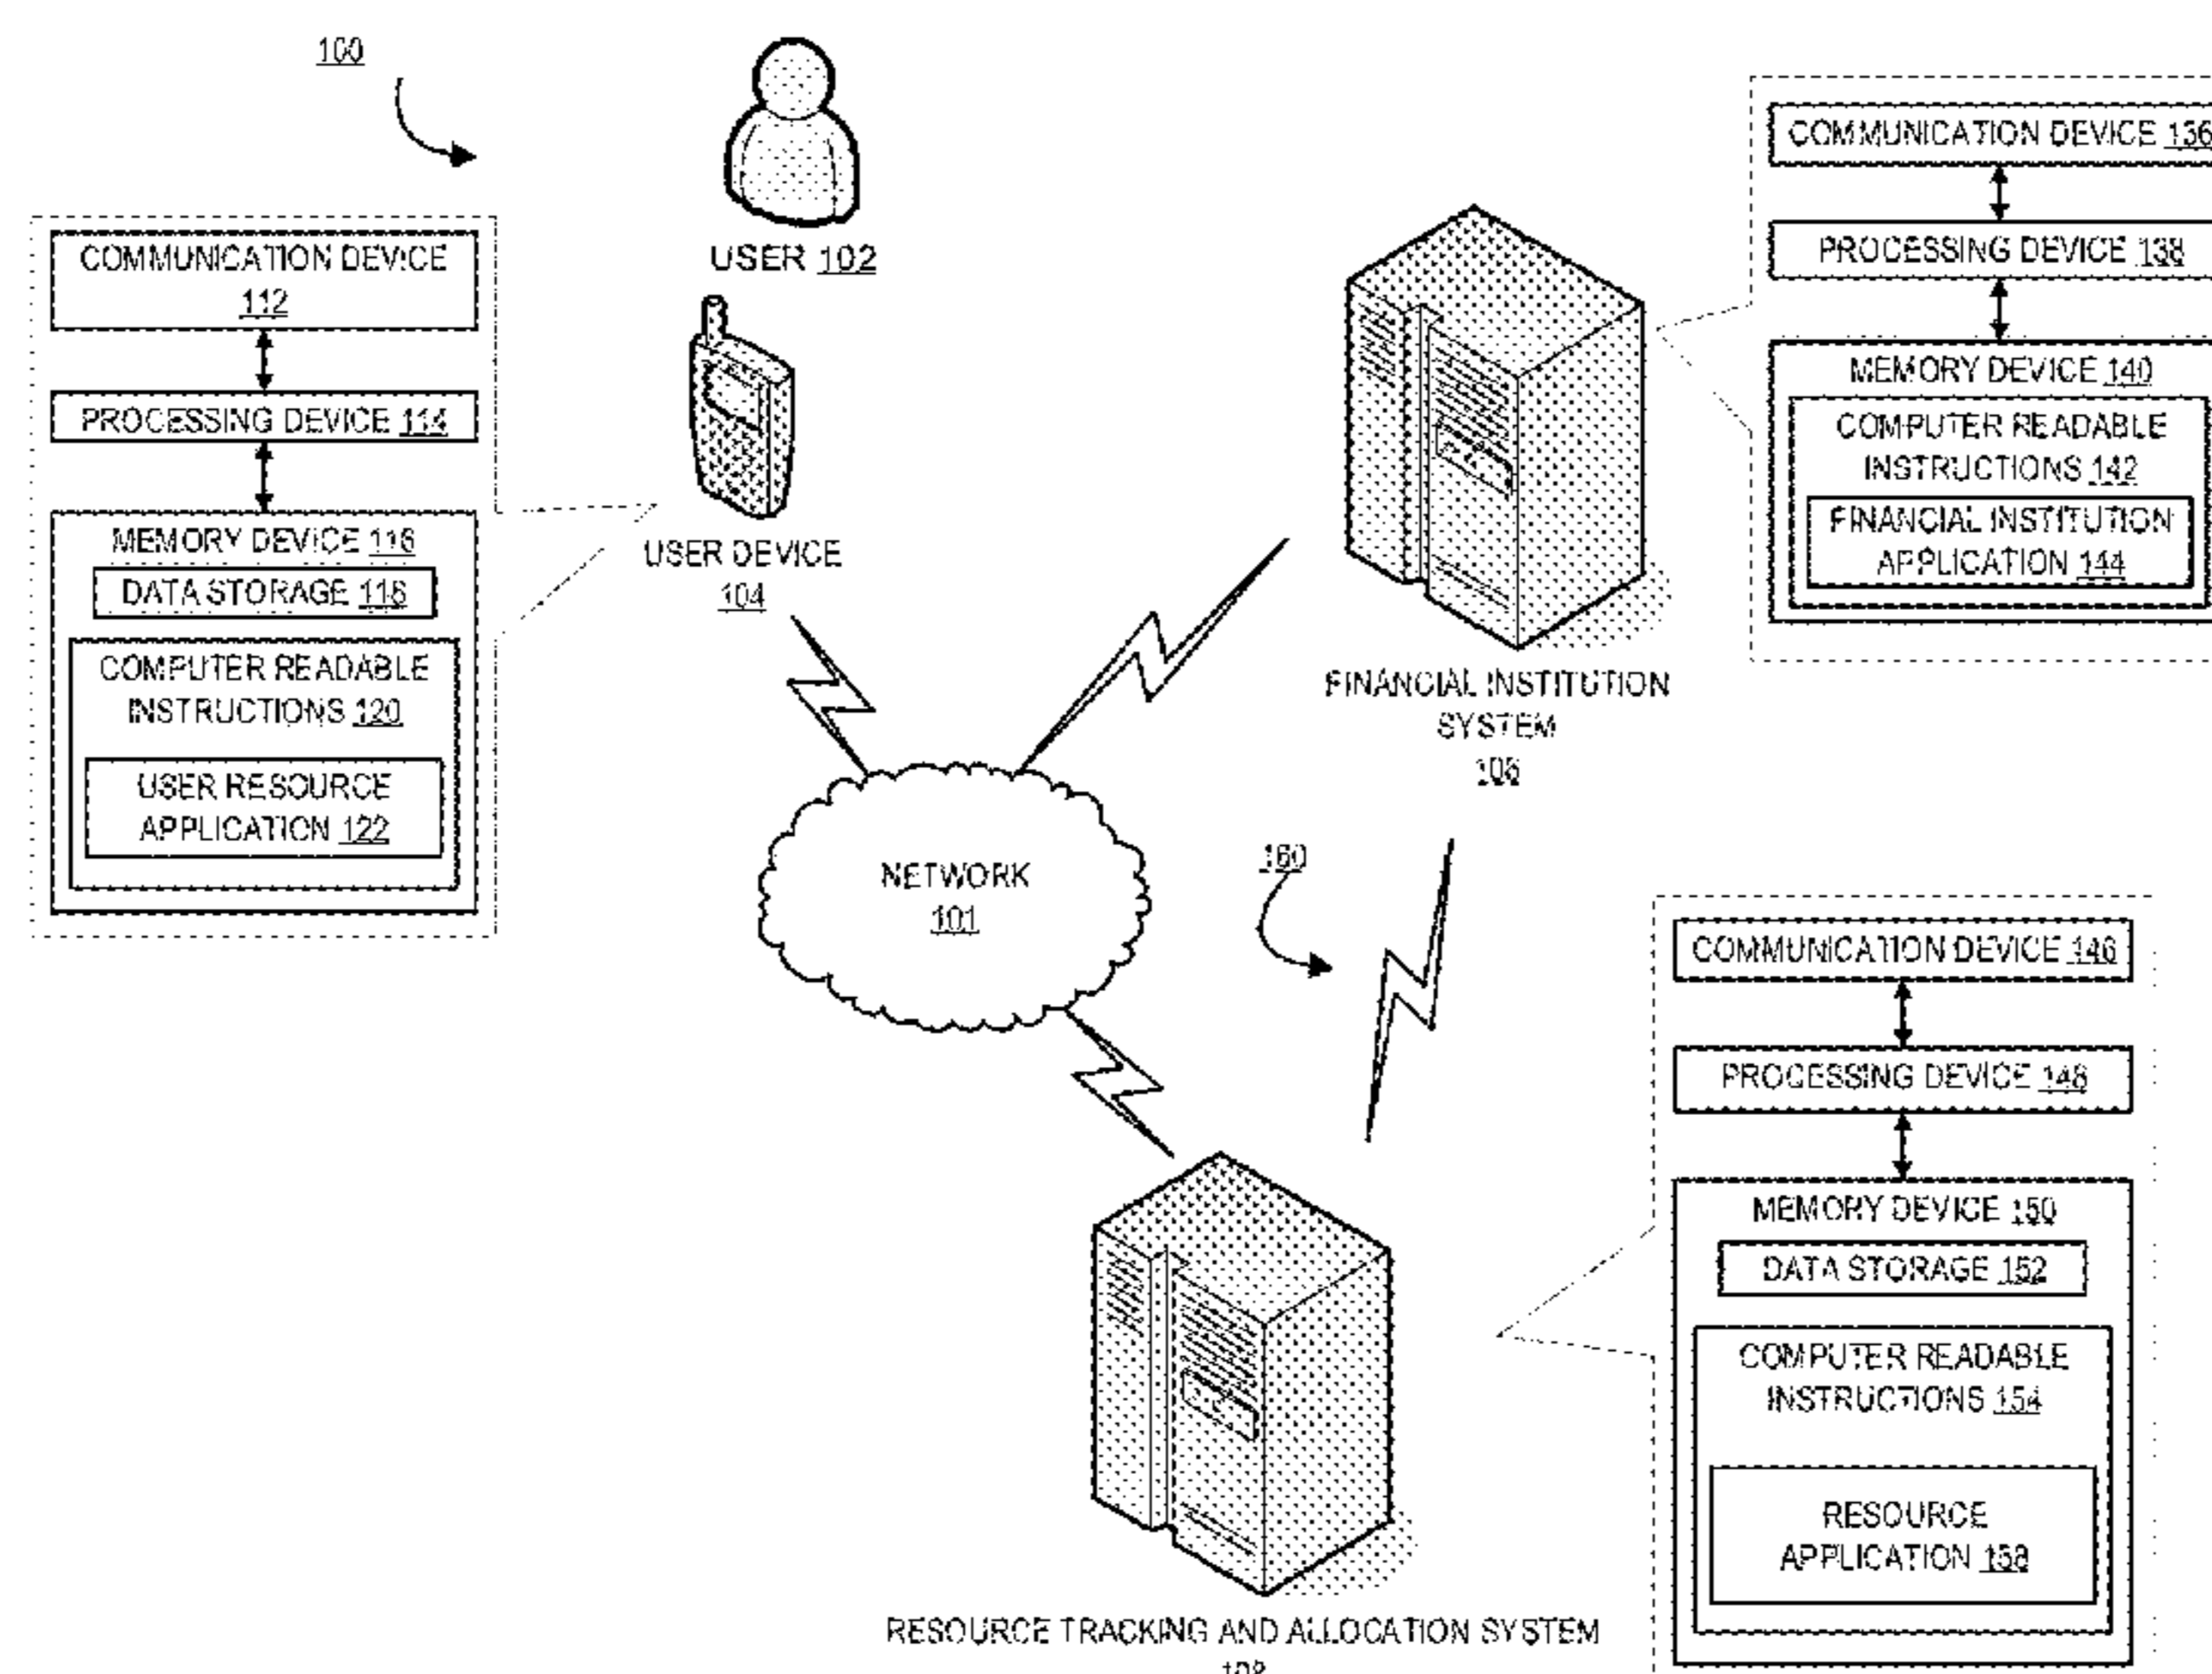 100
USER 102
COMMUNICATION DEVICE
112
PROCESSING DEVICE 114
MEMORY DEVICE 116
DATA STORAGE 118
COMPUTER READABLE
INSTRUCTIONS 120
USER RESOURCE
APPLICATION 122
USER DEVICE
104
NETWORK
101
FINANCIAL INSTITUTION
SYSTEM
COMMUNICATION DEVICE 136
PROCESSING DEVICE 138
MEMORY DEVICE 140
COMPUTER READABLE
INSTRUCTIONS 142
FINANCIAL INSTITUTION
APPLICATION 144
160
COMMUNICATION DEVICE 146
PROCESSING DEVICE 148
MEMORY DEVICE 150
DATA STORAGE 152
COMPUTER READABLE
INSTRUCTIONS 154
RESOURCE
APPLICATION 158
RESOURCE TRACKING AND ALLOCATION SYSTEM